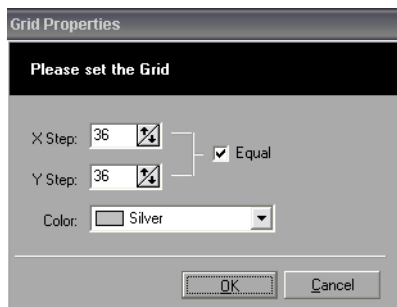 Grid Properties
Please set the Grid
X Step: 36
Equal
Y Step: 36
Color: Silver
OK Cancel